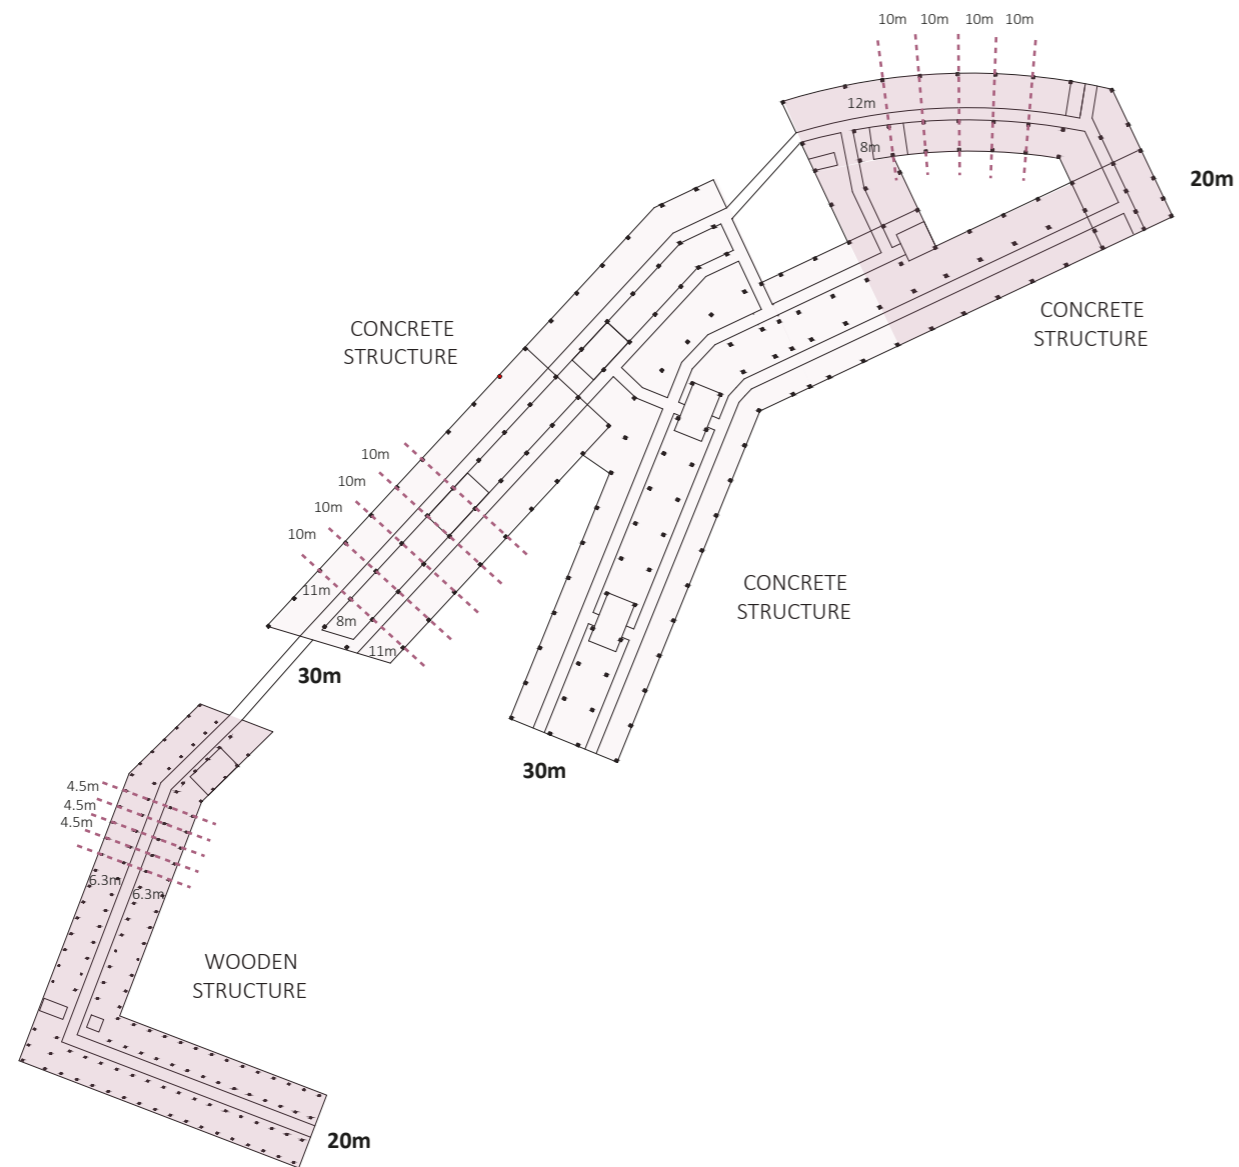 10m
10m
10m
10m
12m
8m
20m
CONCRETE
STRUCTURE
CONCRETE
STRUCTURE
10m
10m
10m
10m
11m
8m
11m
30m
CONCRETE
STRUCTURE
30m
4.5m
4.5m
4.5m
6.3m
6.3m
WOODEN
STRUCTURE
20m